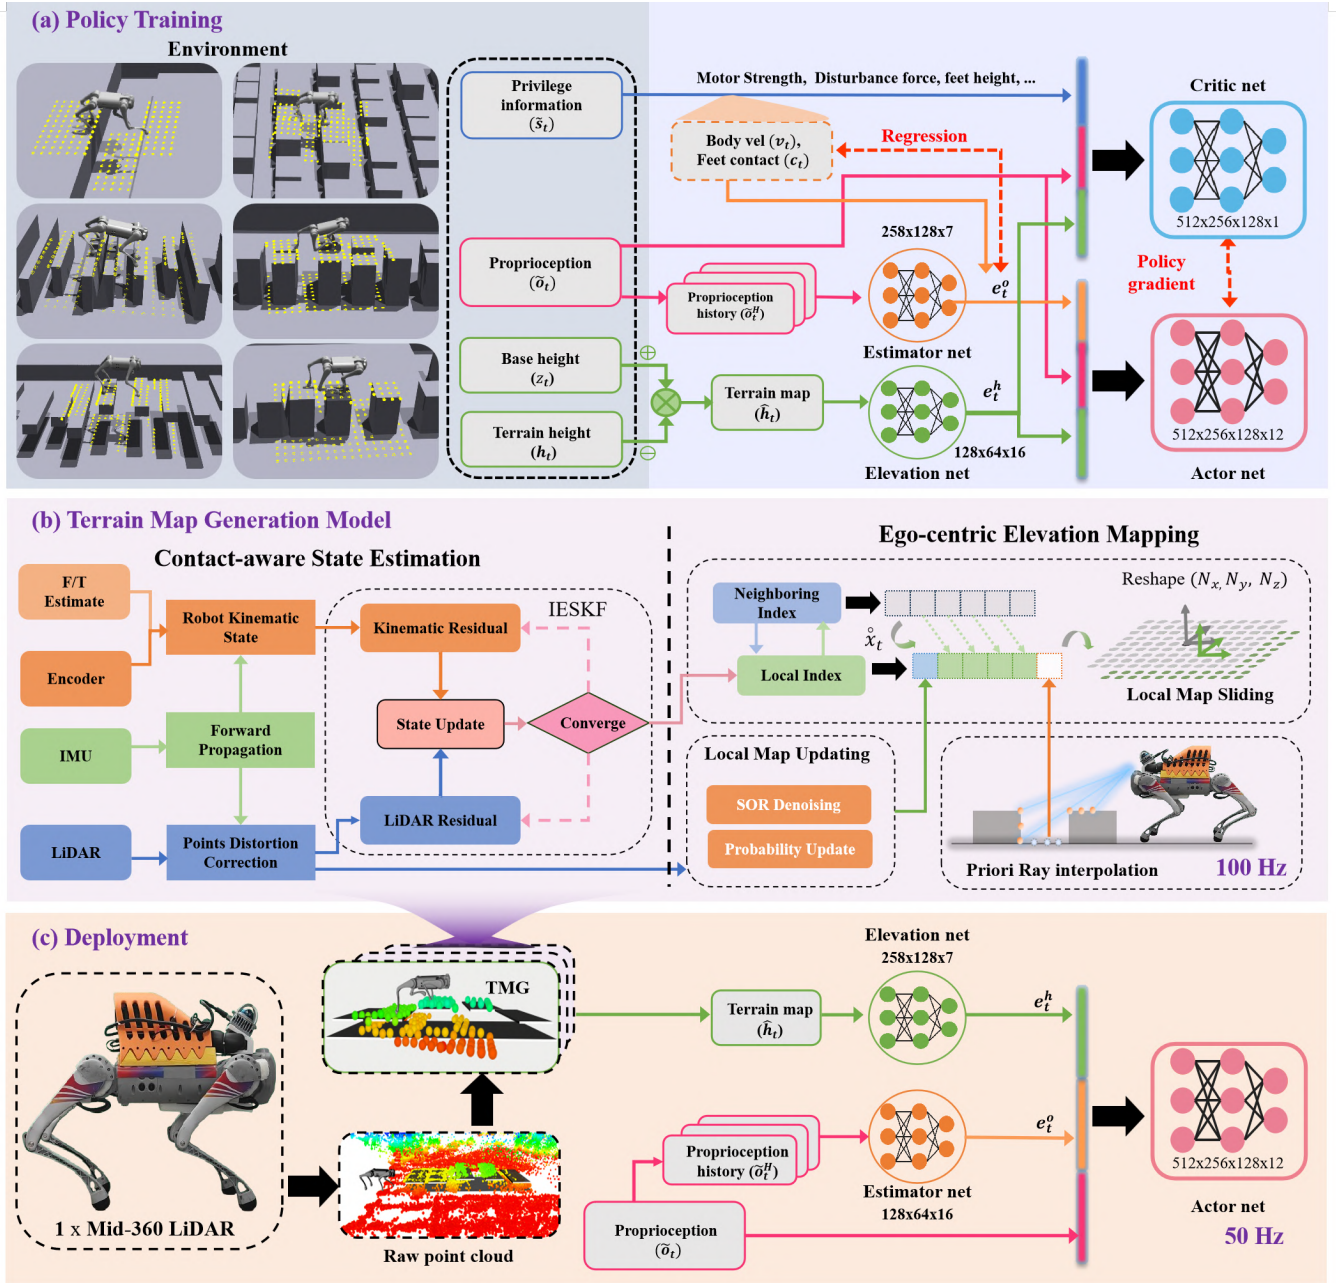 (a) Policy Training
Environment
Privilege
information
(s̃ₜ)
Motor Strength, Disturbance force, feet height, ...
Body vel (vₜ),
Feet contact (cₜ)
Regression
Critic net
512x256x128x1
Proprioception
(õₜ)
Proprioception
history (õₜᴴ)
258x128x7
Estimator net
eₜᵒ
Policy
gradient
Base height
(zₜ)
Terrain height
(hₜ)
Terrain map
(ĥₜ)
eₜʰ
128x64x16
Elevation net
512x256x128x12
Actor net
(b) Terrain Map Generation Model
Contact-aware State Estimation
Ego-centric Elevation Mapping
F/T
Estimate
Encoder
IMU
LiDAR
Robot Kinematic
State
Forward
Propagation
Points Distortion
Correction
IESKF
Kinematic Residual
State Update
Converge
LiDAR Residual
Neighboring
Index
Local Index
x̊ₜ
Reshape (Nₓ, Nᵧ, N_z)
Local Map Sliding
Local Map Updating
SOR Denoising
Probability Update
Priori Ray interpolation
100 Hz
(c) Deployment
1 x Mid-360 LiDAR
TMG
Raw point cloud
Terrain map
(ĥₜ)
Elevation net
258x128x7
eₜʰ
Proprioception
history (õₜᴴ)
Proprioception
(õₜ)
Estimator net
128x64x16
eₜᵒ
512x256x128x12
Actor net
50 Hz